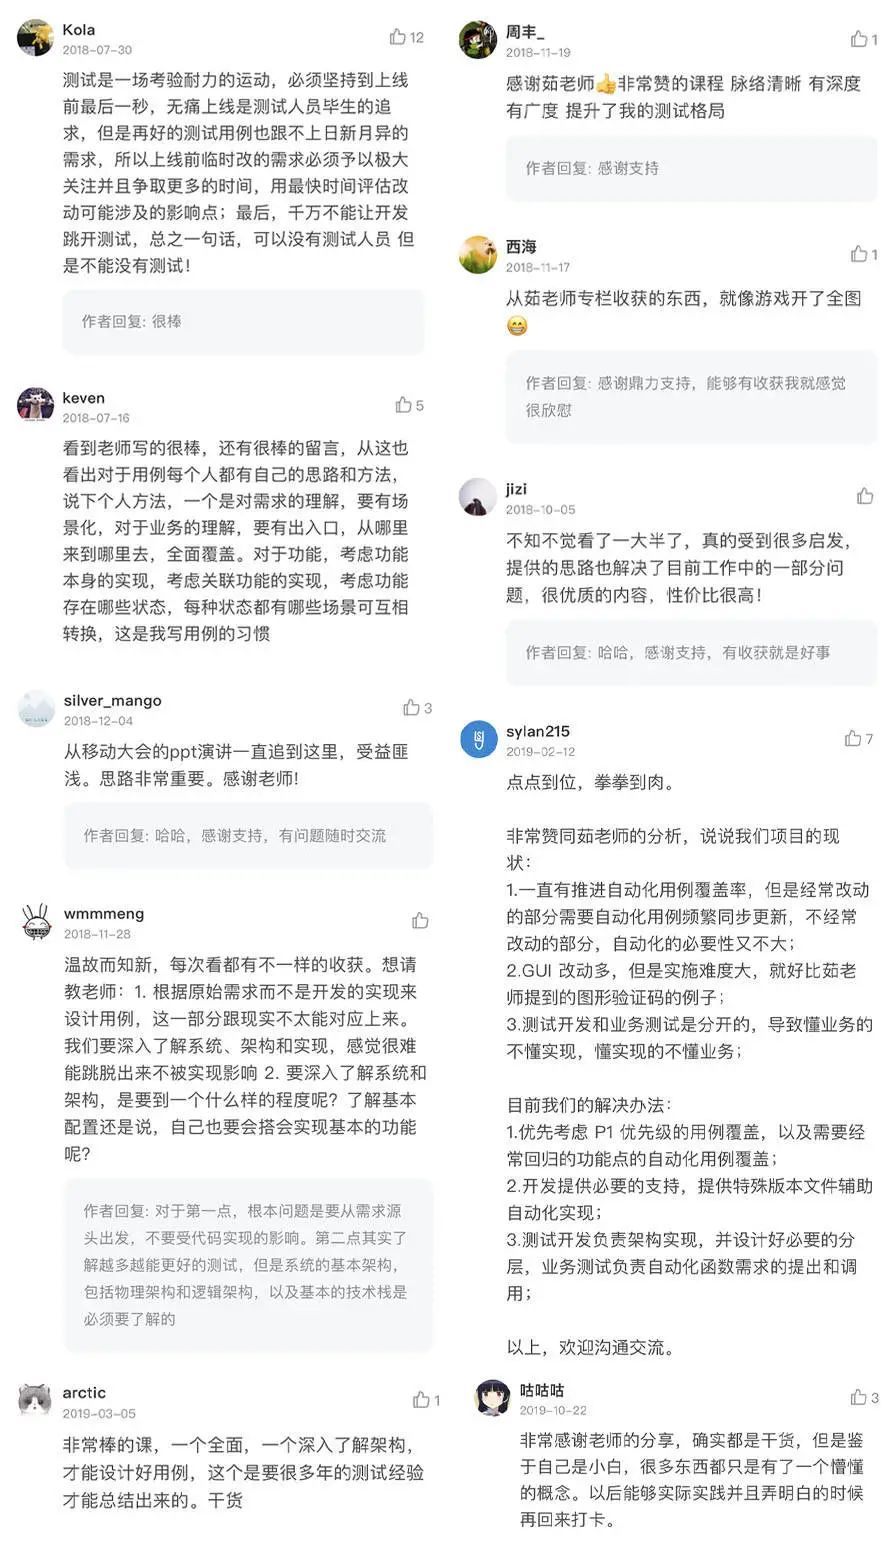 Kola
12
2018-07-30
测试是一场考验耐力的运动，必须坚持到上线
前最后一秒，无痛上线是测试人员毕生的追
求，但是再好的测试用例也跟不上日新月异的
需求，所以上线前临时改的需求必须予以极大
关注并且争取更多的时间，用最快时间评估改
动可能涉及的影响点；最后，千万不能让开发
跳开测试，总之一句话，可以没有测试人员 但
是不能没有测试！
作者回复: 很棒
keven
5
2018-07-16
看到老师写的很棒，还有很棒的留言，从这也
看出对于用例每个人都有自己的思路和方法，
说下个人方法，一个是对需求的理解，要有场
景化，对于业务的理解，要有出入口，从哪里
来到哪里去，全面覆盖。对于功能，考虑功能
本身的实现，考虑关联功能的实现，考虑功能
存在哪些状态，每种状态都有哪些场景可互相
转换，这是我写用例的习惯
silver_mango
3
2018-12-04
从移动大会的ppt演讲一直追到这里，受益匪
浅。思路非常重要。感谢老师!
作者回复: 哈哈，感谢支持，有问题随时交流
wmmmeng
2018-11-28
温故而知新，每次看都有不一样的收获。想请
教老师：1. 根据原始需求而不是开发的实现来
设计用例，这一部分跟现实不太能对应上来。
我们要深入了解系统、架构和实现，感觉很难
能跳脱出来不被实现影响 2. 要深入了解系统和
架构，是要到一个什么样的程度呢？了解基本
配置还是说，自己也要会搭会实现基本的功能
呢？
作者回复: 对于第一点，根本问题是要从需求源
头出发，不要受代码实现的影响。第二点其实了
解越多越能更好的测试，但是系统的基本架构，
包括物理架构和逻辑架构，以及基本的技术栈是
必须要了解的
arctic
1
2019-03-05
非常棒的课，一个全面，一个深入了解架构，
才能设计好用例，这个是要很多年的测试经验
才能总结出来的。干货
周丰_
1
2018-11-19
感谢茹老师👍非常赞的课程 脉络清晰 有深度
有广度 提升了我的测试格局
作者回复: 感谢支持
西海
1
2018-11-17
从茹老师专栏收获的东西，就像游戏开了全图
😁
作者回复: 感谢鼎力支持，能够有收获我就感觉
很欣慰
jizi
2018-10-05
不知不觉看了一大半了，真的受到很多启发，
提供的思路也解决了目前工作中的一部分问
题，很优质的内容，性价比很高！
作者回复: 哈哈，感谢支持，有收获就是好事
sylan215
7
2019-02-12
点点到位，拳拳到肉。
非常赞同茹老师的分析，说说我们项目的现
状：
1.一直有推进自动化用例覆盖率，但是经常改动
的部分需要自动化用例频繁同步更新，不经常
改动的部分，自动化的必要性又不大；
2.GUI 改动多，但是实施难度大，就好比茹老
师提到的图形验证码的例子；
3.测试开发和业务测试是分开的，导致懂业务的
不懂实现，懂实现的不懂业务；
目前我们的解决办法：
1.优先考虑 P1 优先级的用例覆盖，以及需要经
常回归的功能点的自动化用例覆盖；
2.开发提供必要的支持，提供特殊版本文件辅助
自动化实现；
3.测试开发负责架构实现，并设计好必要的分
层，业务测试负责自动化函数需求的提出和调
用；
以上，欢迎沟通交流。
咕咕咕
3
2019-10-22
非常感谢老师的分享，确实都是干货，但是鉴
于自己是小白，很多东西都只是有了一个懵懂
的概念。以后能够实际实践并且弄明白的时候
再回来打卡。